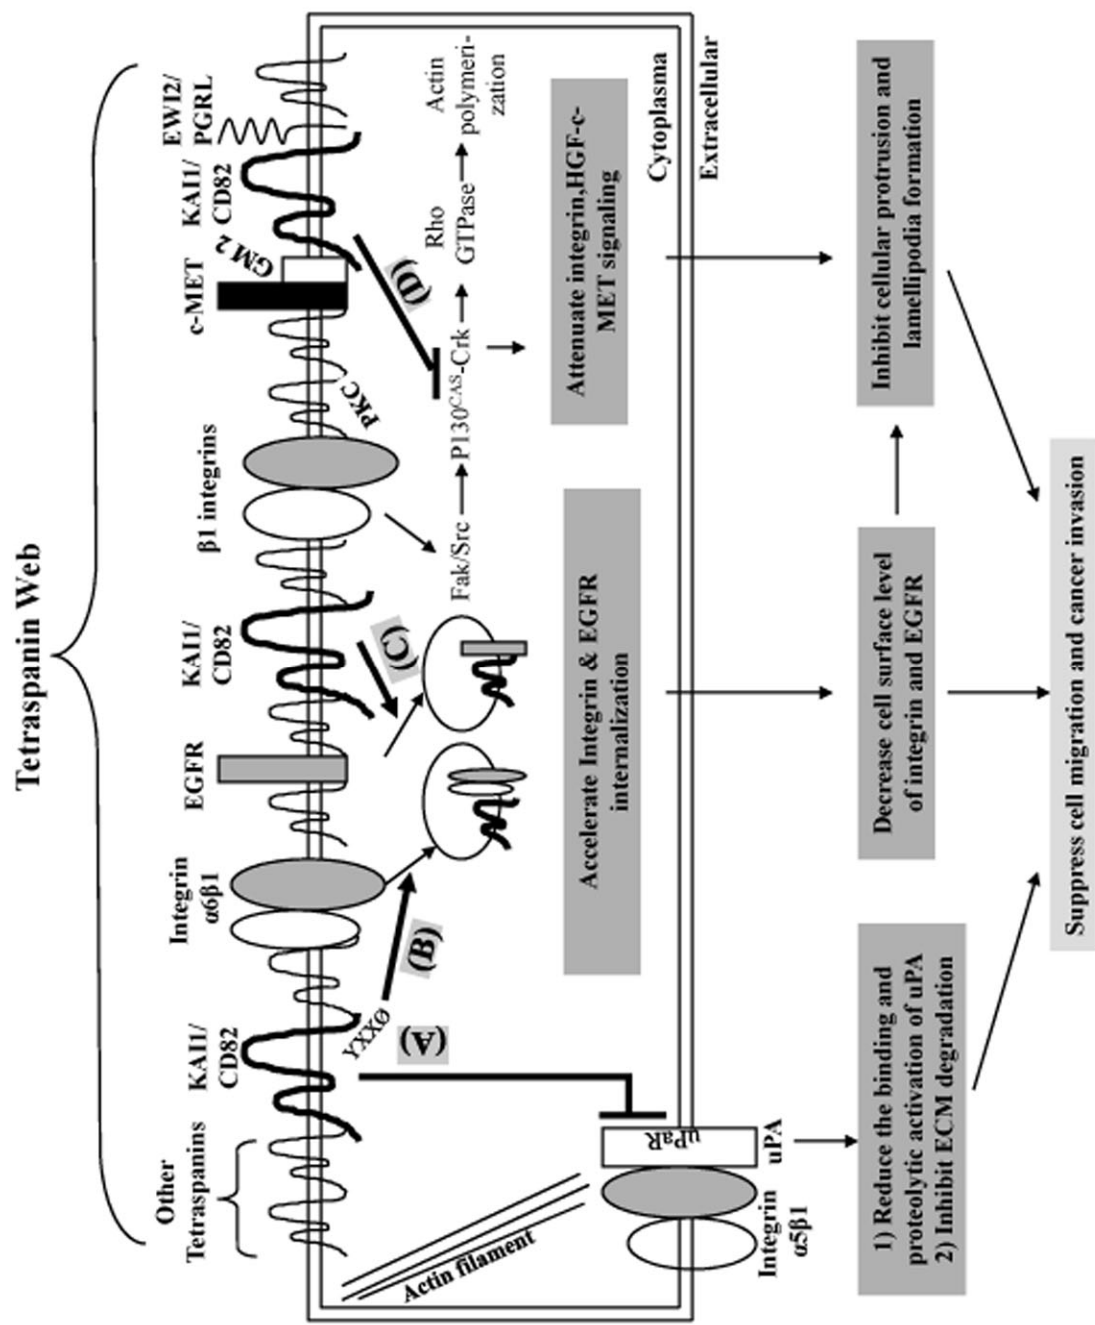 Tetraspanin Web
Other
Tetraspanins
KAI1/
CD82
Integrin
α6β1
EGFR
KAI1/
CD82
β1 integrins
c-MET
GM2
KAI1/
CD82
EWI2/
PGRL
YXXØ
PKC
(A)
(B)
(C)
(D)
Fak/Src
P130CAS-Crk
Rho
GTPase
Actin
polymeri-
zation
Actin filament
uPaR
uPA
Integrin
α5β1
Accelerate Integrin & EGFR
internalization
Attenuate integrin,HGF-c-
MET signaling
Cytoplasma
Extracellular
1) Reduce the binding and
proteolytic activation of uPA
2) Inhibit ECM degradation
Decrease cell surface level
of integrin and EGFR
Inhibit cellular protrusion and
lamellipodia formation
Suppress cell migration and cancer invasion